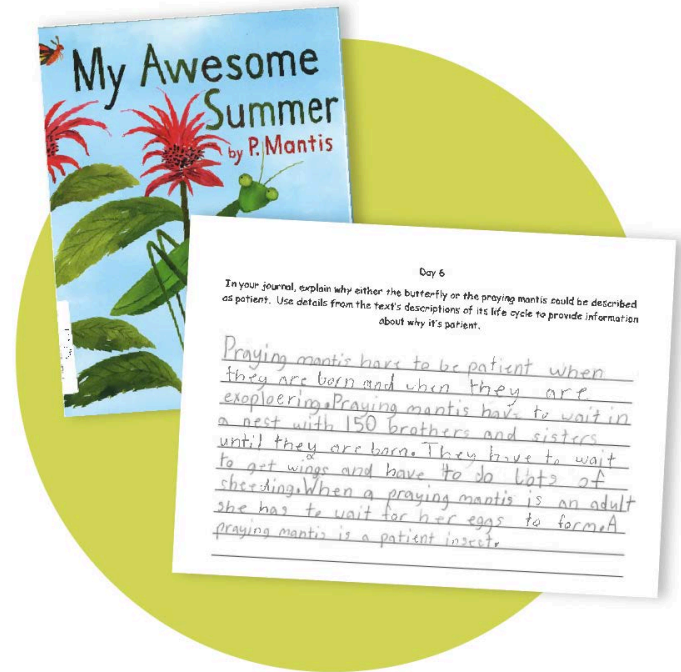 My Awesome
Summer
by P. Mantis
Day 6
In your journal, explain why either the butterfly or the praying mantis could be described
as patient. Use details from the text's descriptions of its life cycle to provide information
about why it's patient.
Praying mantis have to be patient when
they are born and when they are
exoploering. Praying mantis have to wait in
a nest with 150 brothers and sisters
until they are born. They have to wait
to get wings and have to do lots of
shedding. When a praying mantis is an adult
she has to wait for her eggs to form. A
praying mantis is a patient insect.